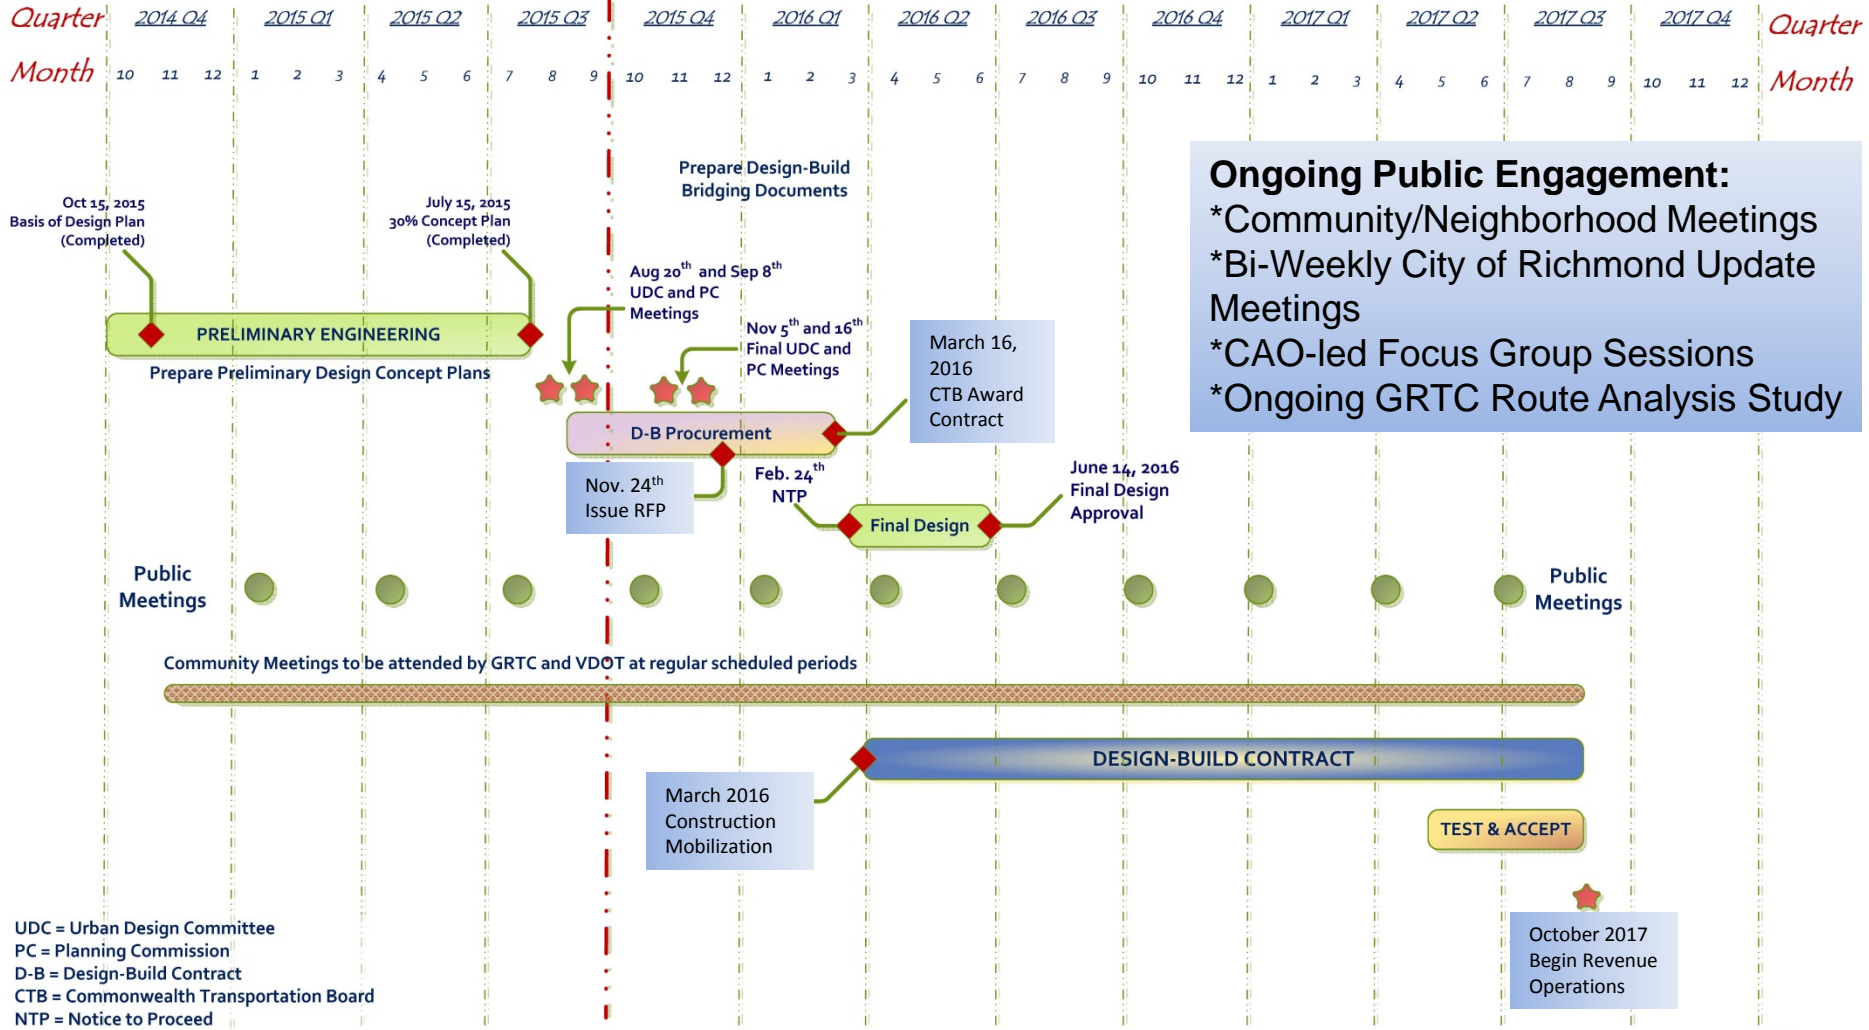 Quarter 2014 Q4 2015 Q1 2015 Q2 2015 Q3 2015 Q4 2016 Q1 2016 Q2 2016 Q3 2016 Q4 2017 Q1 2017 Q2 2017 Q3 2017 Q4 Quarter
Month 10 11 12 1 2 3 4 5 6 7 8 9 10 11 12 1 2 3 4 5 6 7 8 9 10 11 12 1 2 3 4 5 6 7 8 9 10 11 12 Month
Prepare Design-Build
Bridging Documents
Ongoing Public Engagement:
*Community/Neighborhood Meetings
*Bi-Weekly City of Richmond Update
Meetings
*CAO-led Focus Group Sessions
*Ongoing GRTC Route Analysis Study
Oct 15, 2015
Basis of Design Plan
(Completed)
July 15, 2015
30% Concept Plan
(Completed)
Aug 20th and Sep 8th
UDC and PC
Meetings
Nov 5th and 16th
Final UDC and
PC Meetings
PRELIMINARY ENGINEERING
Prepare Preliminary Design Concept Plans
March 16,
2016
CTB Award
Contract
D-B Procurement
Nov. 24th
Issue RFP
Feb. 24th
NTP
Final Design
June 14, 2016
Final Design
Approval
Public
Meetings
Public
Meetings
Community Meetings to be attended by GRTC and VDOT at regular scheduled periods
DESIGN-BUILD CONTRACT
March 2016
Construction
Mobilization
TEST & ACCEPT
October 2017
Begin Revenue
Operations
UDC = Urban Design Committee
PC = Planning Commission
D-B = Design-Build Contract
CTB = Commonwealth Transportation Board
NTP = Notice to Proceed